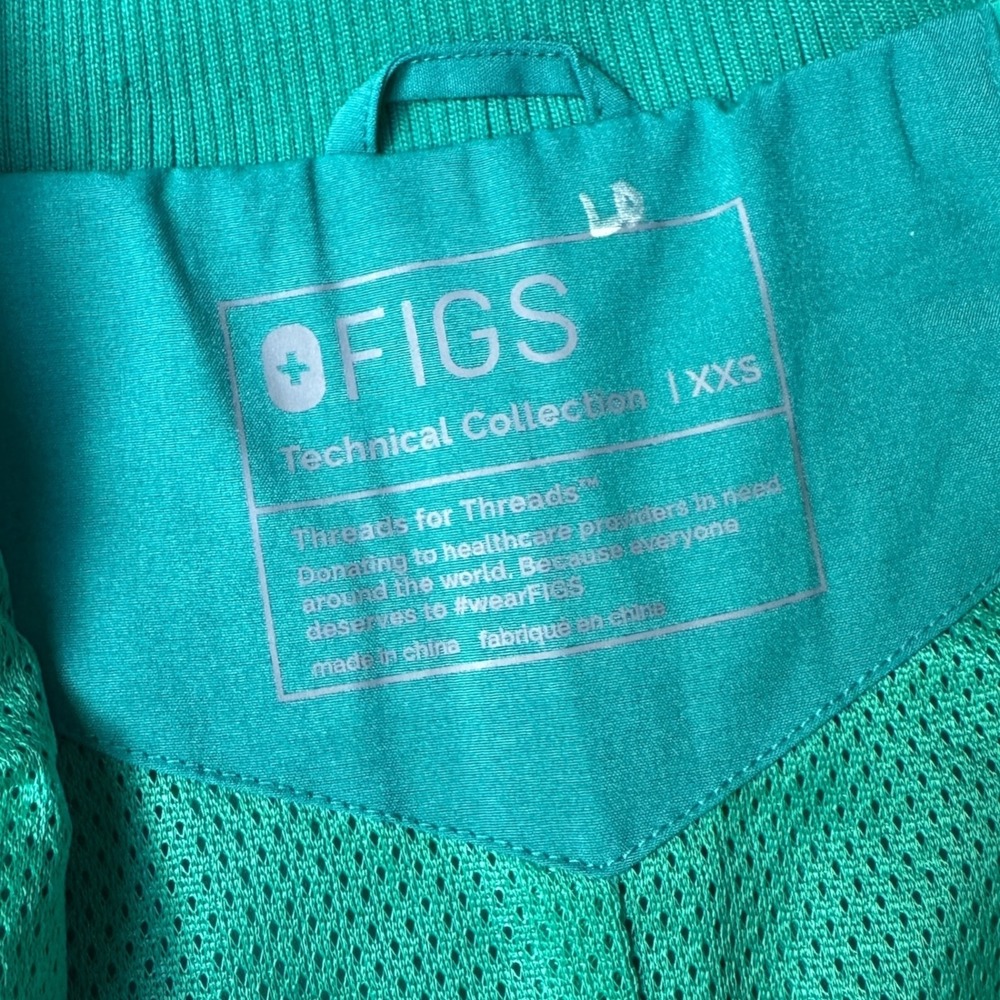 FIGS
Technical Collection | XXS
Threads for Threads™
Donating to healthcare providers in need
around the world. Because everyone
deserves to #wearFIGS
made in china fabriqué en chine